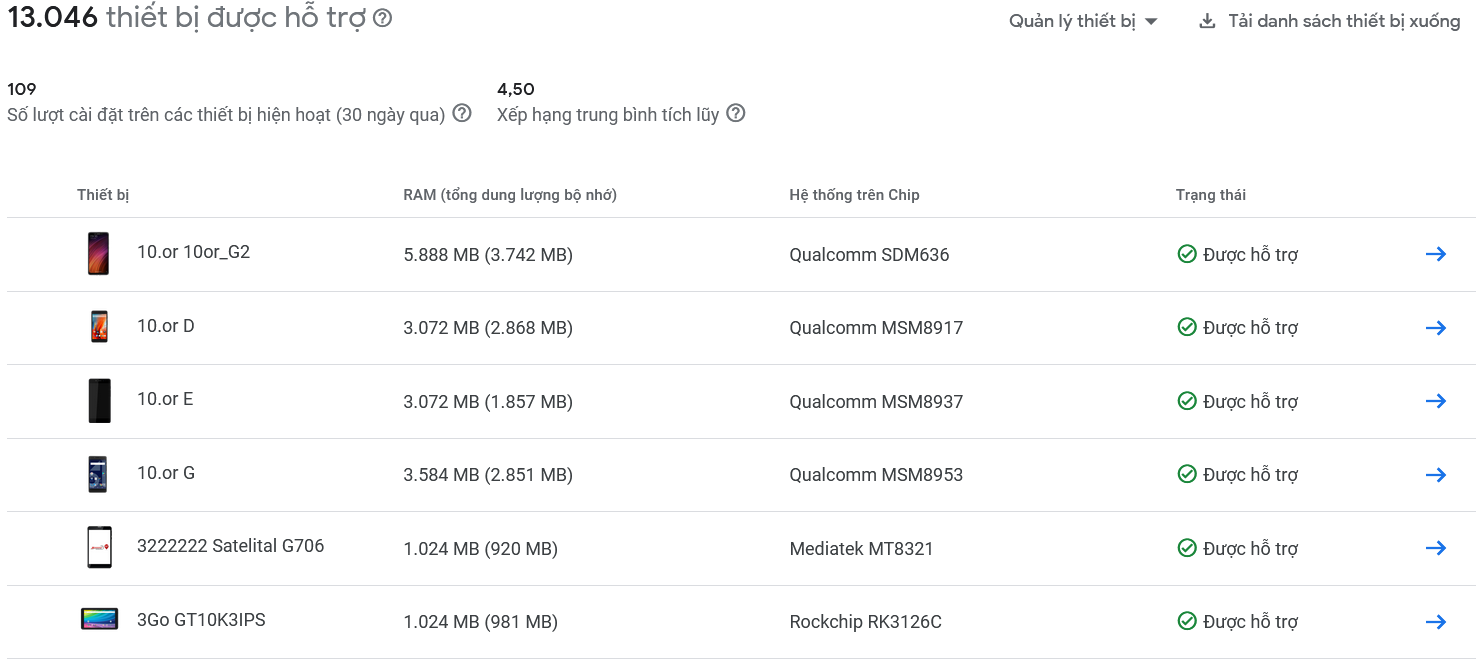 13.046 thiết bị được hỗ trợ
Quản lý thiết bị
Tải danh sách thiết bị xuống
109
Số lượt cài đặt trên các thiết bị hiện hoạt (30 ngày qua)
4,50
Xếp hạng trung bình tích lũy
Thiết bị RAM (tổng dung lượng bộ nhớ) Hệ thống trên Chip Trạng thái
10.or 10or_G2 5.888 MB (3.742 MB) Qualcomm SDM636 Được hỗ trợ
10.or D 3.072 MB (2.868 MB) Qualcomm MSM8917 Được hỗ trợ
10.or E 3.072 MB (1.857 MB) Qualcomm MSM8937 Được hỗ trợ
10.or G 3.584 MB (2.851 MB) Qualcomm MSM8953 Được hỗ trợ
3222222 Satelital G706 1.024 MB (920 MB) Mediatek MT8321 Được hỗ trợ
3Go GT10K3IPS 1.024 MB (981 MB) Rockchip RK3126C Được hỗ trợ